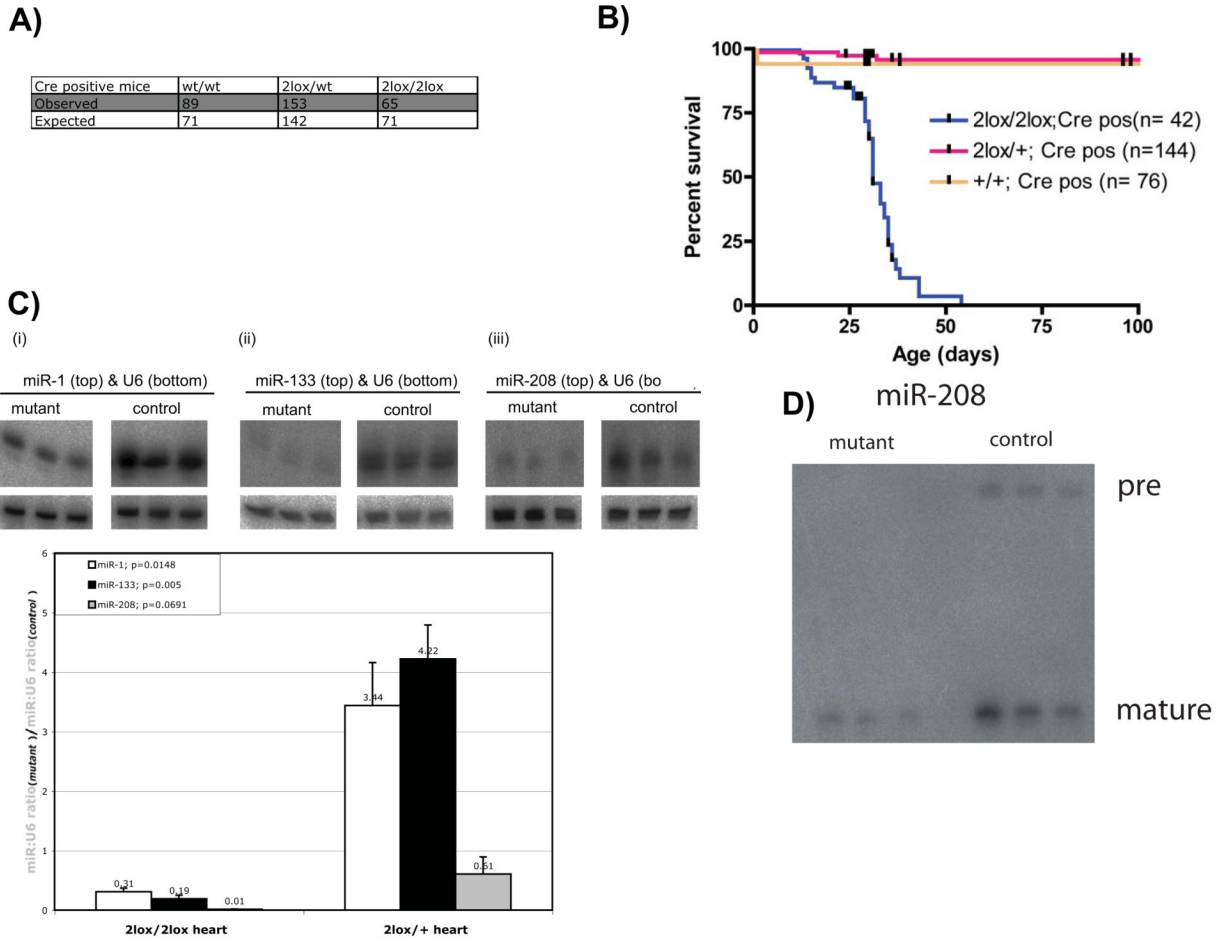 A)
Cre positive mice wt/wt 2lox/wt 2lox/2lox
Observed 89 153 65
Expected 71 142 71
B)
100
75
50
25
0
Percent survival
0 25 50 75 100
Age (days)
2lox/2lox;Cre pos(n= 42)
2lox/+; Cre pos (n=144)
+/+; Cre pos (n= 76)
C)
(i) (ii) (iii)
miR-1 (top) & U6 (bottom) miR-133 (top) & U6 (bottom) miR-208 (top) & U6 (bo
mutant control mutant control mutant control
miR:U6 ratio(mutant )/miR:U6 ratio(control )
6
5
4
3
2
1
0
miR-1; p=0.0148
miR-133; p=0.005
miR-208; p=0.0691
0.31 0.19 0.01 3.44 4.22 0.61
2lox/2lox heart 2lox/+ heart
D)
miR-208
mutant control
pre
mature